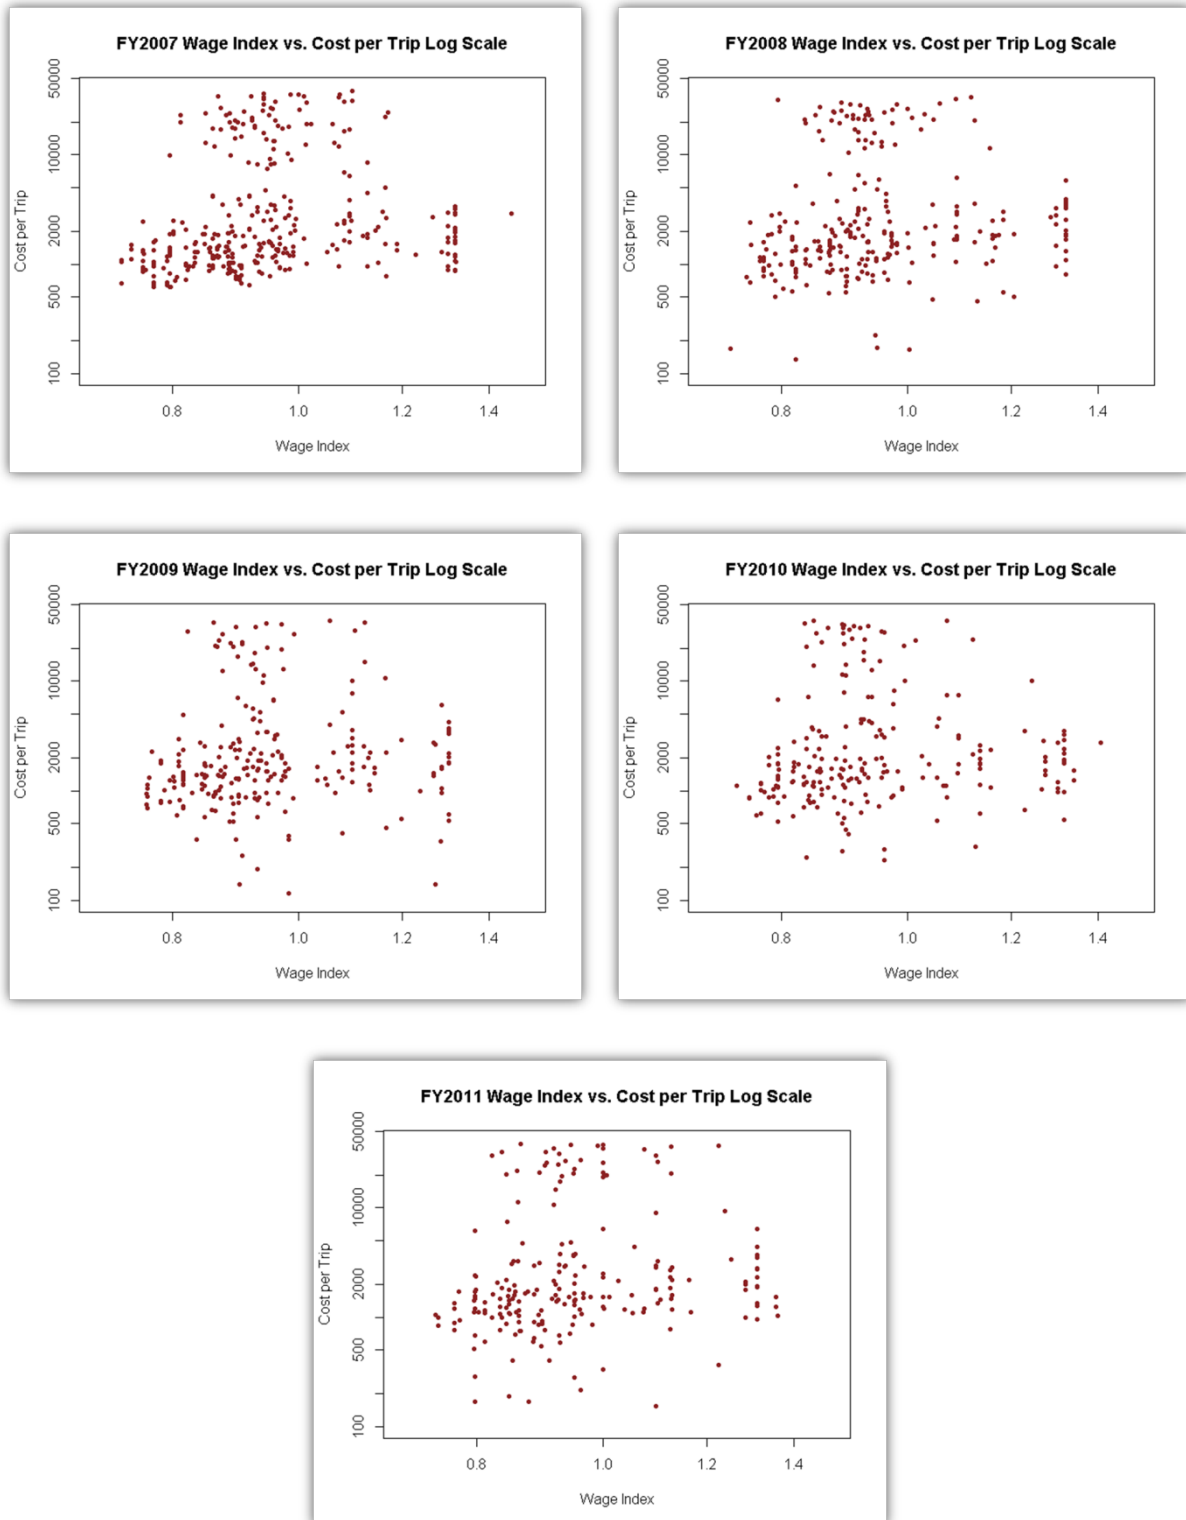 FY2007 Wage Index vs. Cost per Trip Log Scale
Cost per Trip
50000
10000
2000
500
100
0.8 1.0 1.2 1.4
Wage Index
FY2008 Wage Index vs. Cost per Trip Log Scale
Cost per Trip
50000
10000
2000
500
100
0.8 1.0 1.2 1.4
Wage Index
FY2009 Wage Index vs. Cost per Trip Log Scale
Cost per Trip
50000
10000
2000
500
100
0.8 1.0 1.2 1.4
Wage Index
FY2010 Wage Index vs. Cost per Trip Log Scale
Cost per Trip
50000
10000
2000
500
100
0.8 1.0 1.2 1.4
Wage Index
FY2011 Wage Index vs. Cost per Trip Log Scale
Cost per Trip
50000
10000
2000
500
100
0.8 1.0 1.2 1.4
Wage Index